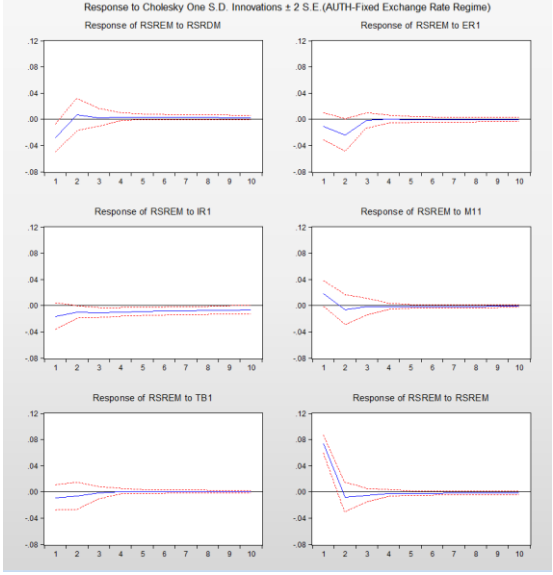 Response to Cholesky One S.D. Innovations ± 2 S.E.(AUTH-Fixed Exchange Rate Regime)
Response of RSREM to RSRDM
.12
.08
.04
.00
-.04
-.08
1 2 3 4 5 6 7 8 9 10
Response of RSREM to ER1
.12
.08
.04
.00
-.04
-.08
1 2 3 4 5 6 7 8 9 10
Response of RSREM to IR1
.12
.08
.04
.00
-.04
-.08
1 2 3 4 5 6 7 8 9 10
Response of RSREM to M11
.12
.08
.04
.00
-.04
-.08
1 2 3 4 5 6 7 8 9 10
Response of RSREM to TB1
.12
.08
.04
.00
-.04
-.08
1 2 3 4 5 6 7 8 9 10
Response of RSREM to RSREM
.12
.08
.04
.00
-.04
-.08
1 2 3 4 5 6 7 8 9 10